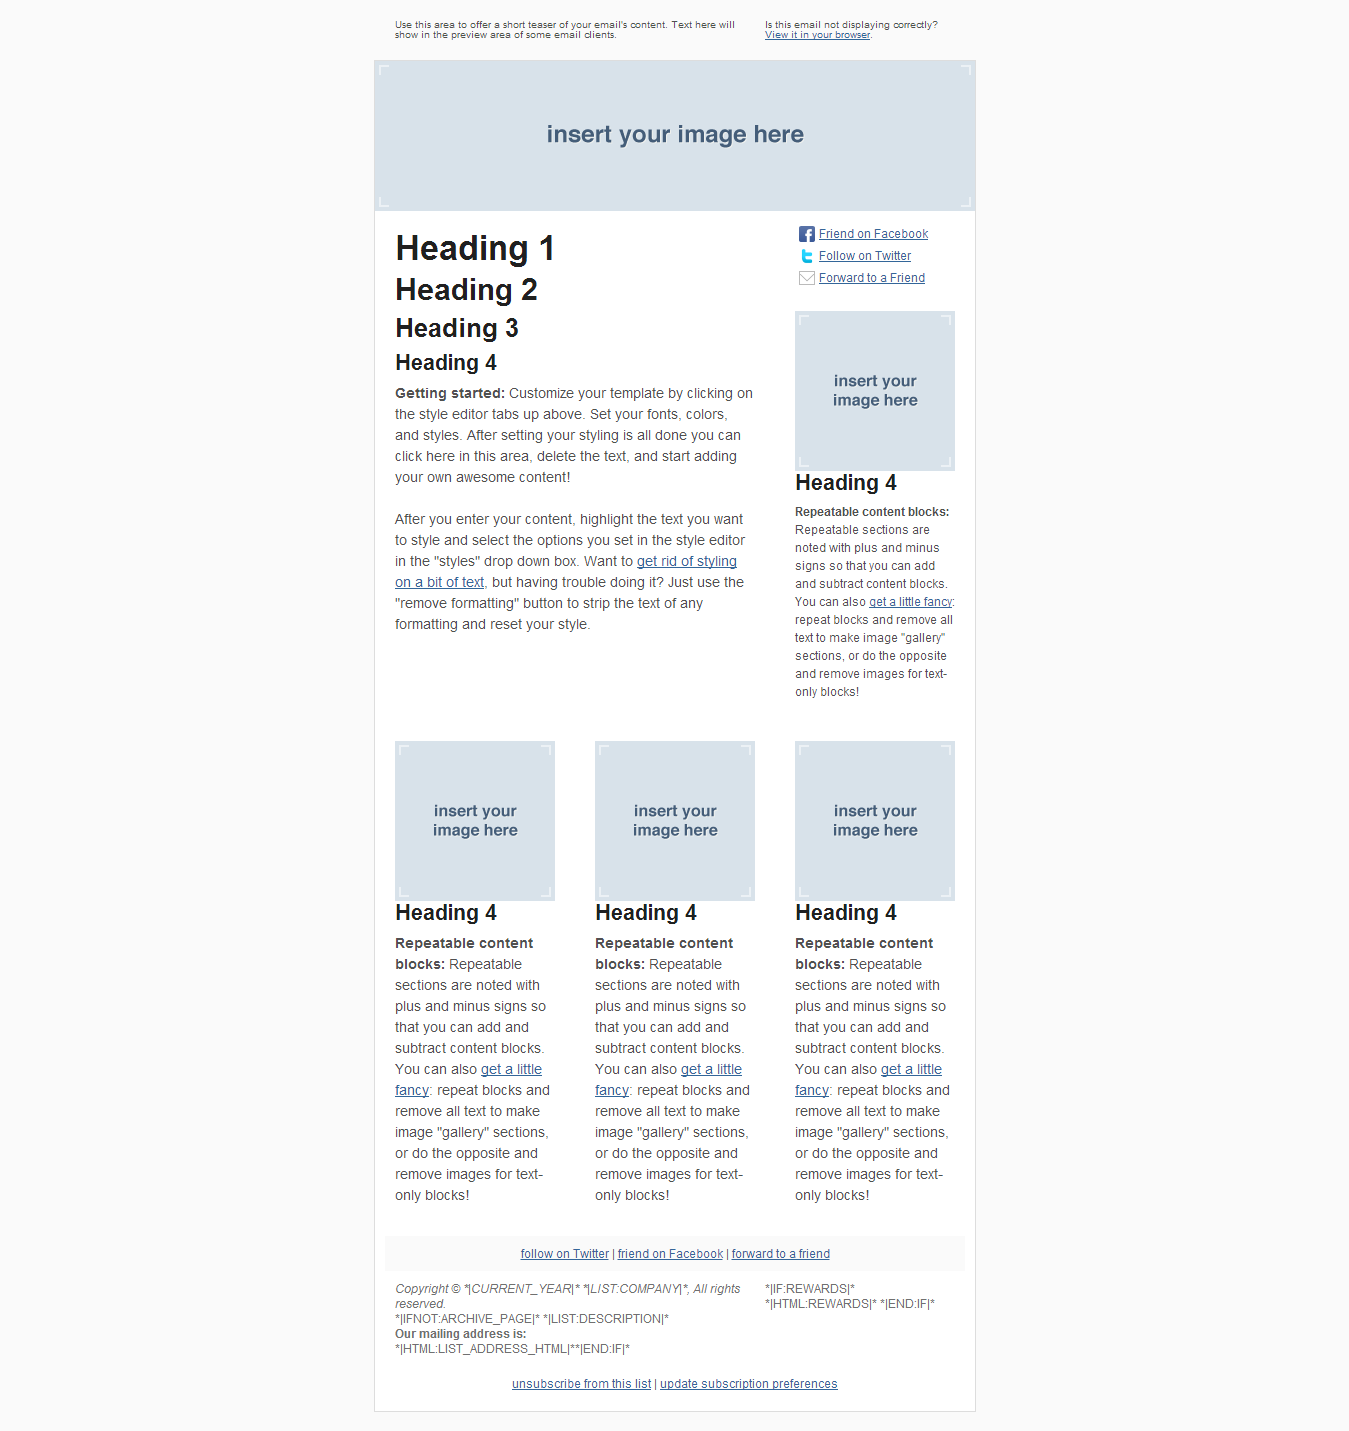 Use this area to offer a short teaser of your email's content. Text here will
show in the preview area of some email clients.
Is this email not displaying correctly?
View it in your browser.
insert your image here
Heading 1
Heading 2
Heading 3
Heading 4
Getting started: Customize your template by clicking on
the style editor tabs up above. Set your fonts, colors,
and styles. After setting your styling is all done you can
click here in this area, delete the text, and start adding
your own awesome content!
After you enter your content, highlight the text you want
to style and select the options you set in the style editor
in the "styles" drop down box. Want to get rid of styling
on a bit of text, but having trouble doing it? Just use the
"remove formatting" button to strip the text of any
formatting and reset your style.
Friend on Facebook
Follow on Twitter
Forward to a Friend
insert your
image here
Heading 4
Repeatable content blocks:
Repeatable sections are
noted with plus and minus
signs so that you can add
and subtract content blocks.
You can also get a little fancy:
repeat blocks and remove all
text to make image "gallery"
sections, or do the opposite
and remove images for text-
only blocks!
insert your
image here
Heading 4
Repeatable content
blocks: Repeatable
sections are noted with
plus and minus signs so
that you can add and
subtract content blocks.
You can also get a little
fancy: repeat blocks and
remove all text to make
image "gallery" sections,
or do the opposite and
remove images for text-
only blocks!
insert your
image here
Heading 4
Repeatable content
blocks: Repeatable
sections are noted with
plus and minus signs so
that you can add and
subtract content blocks.
You can also get a little
fancy: repeat blocks and
remove all text to make
image "gallery" sections,
or do the opposite and
remove images for text-
only blocks!
insert your
image here
Heading 4
Repeatable content
blocks: Repeatable
sections are noted with
plus and minus signs so
that you can add and
subtract content blocks.
You can also get a little
fancy: repeat blocks and
remove all text to make
image "gallery" sections,
or do the opposite and
remove images for text-
only blocks!
follow on Twitter | friend on Facebook | forward to a friend
Copyright © *|CURRENT_YEAR|* *|LIST:COMPANY|*, All rights
reserved.
*|IFNOT:ARCHIVE_PAGE|* *|LIST:DESCRIPTION|*
Our mailing address is:
*|HTML:LIST_ADDRESS_HTML|**|END:IF|*
*|IF:REWARDS|*
*|HTML:REWARDS|* *|END:IF|*
unsubscribe from this list | update subscription preferences